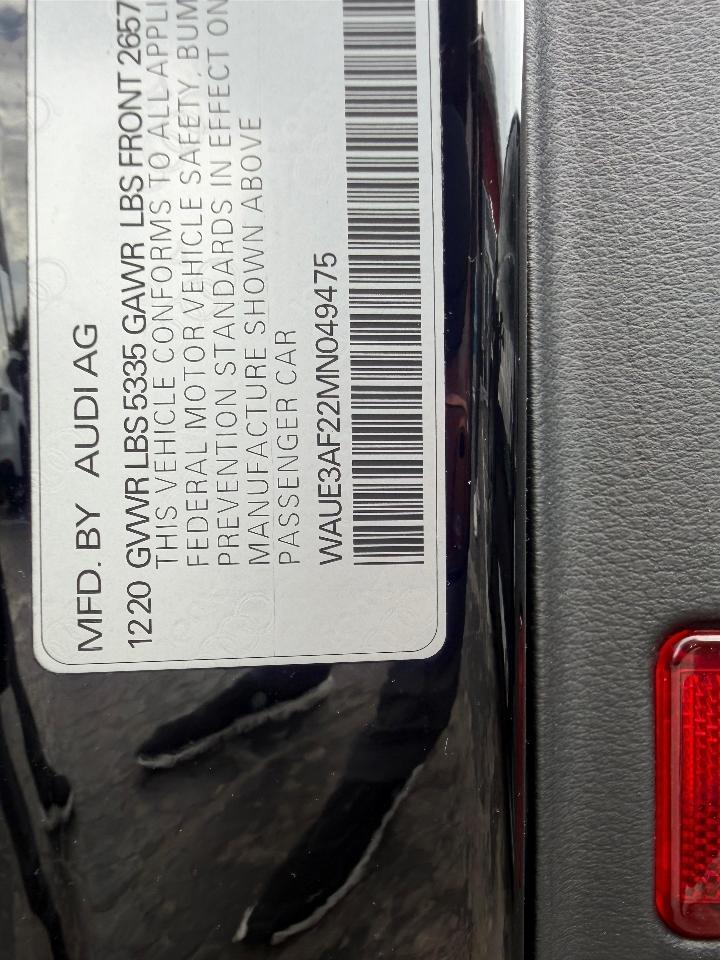 MFD. BY AUDI AG
1220 GVWR LBS 5335 GAWR LBS FRONT 2657
THIS VEHICLE CONFORMS TO ALL APPLI
FEDERAL MOTOR VEHICLE SAFETY, BUM
PREVENTION STANDARDS IN EFFECT ON
MANUFACTURE SHOWN ABOVE
PASSENGER CAR
WAUE3AF22MN049475